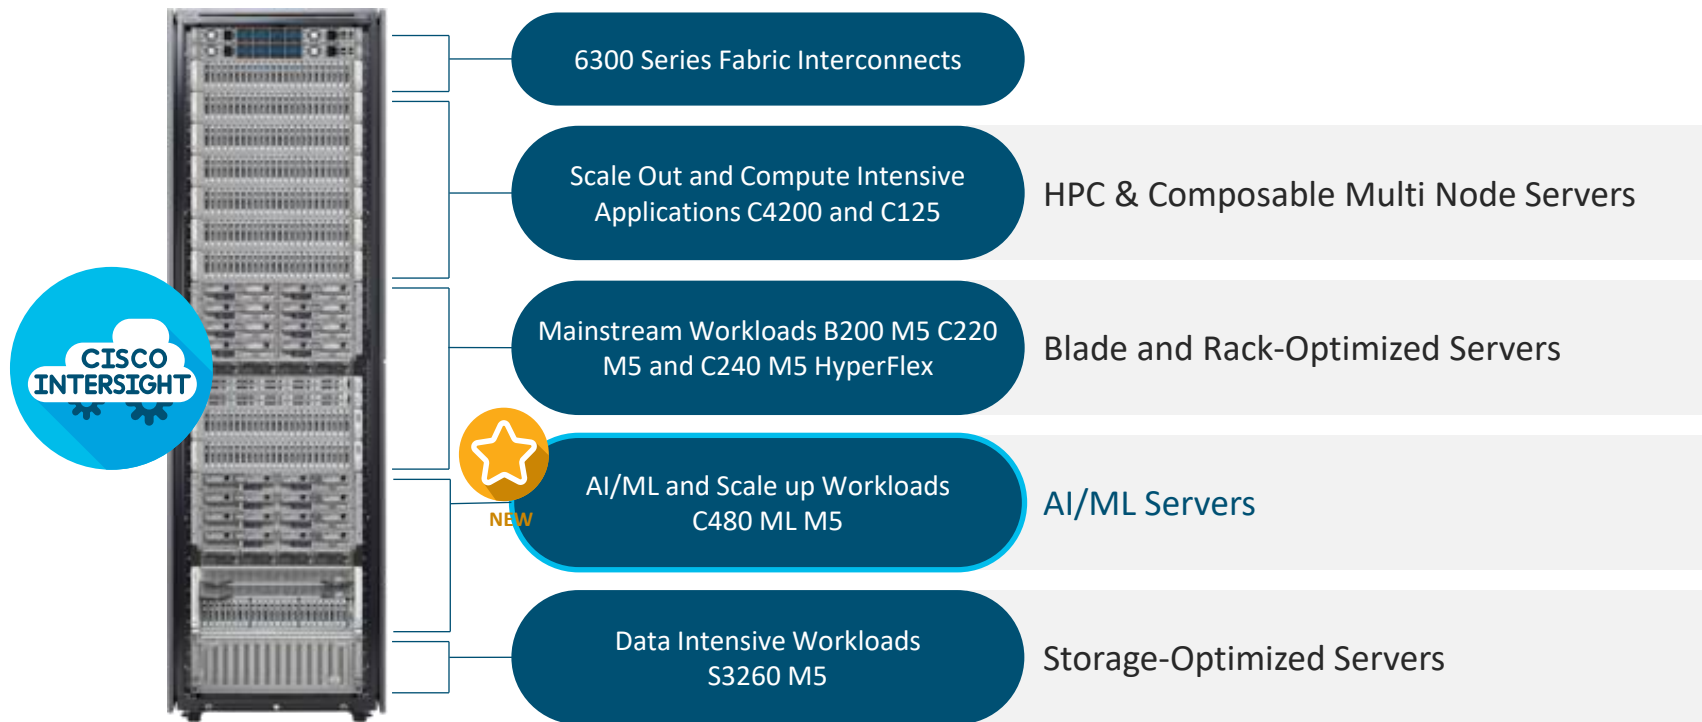 6300 Series Fabric Interconnects
Scale Out and Compute Intensive
Applications C4200 and C125
HPC & Composable Multi Node Servers
Mainstream Workloads B200 M5 C220
M5 and C240 M5 HyperFlex
Blade and Rack-Optimized Servers
CISCO
INTERSIGHT
NEW
AI/ML and Scale up Workloads
C480 ML M5
AI/ML Servers
Data Intensive Workloads
S3260 M5
Storage-Optimized Servers